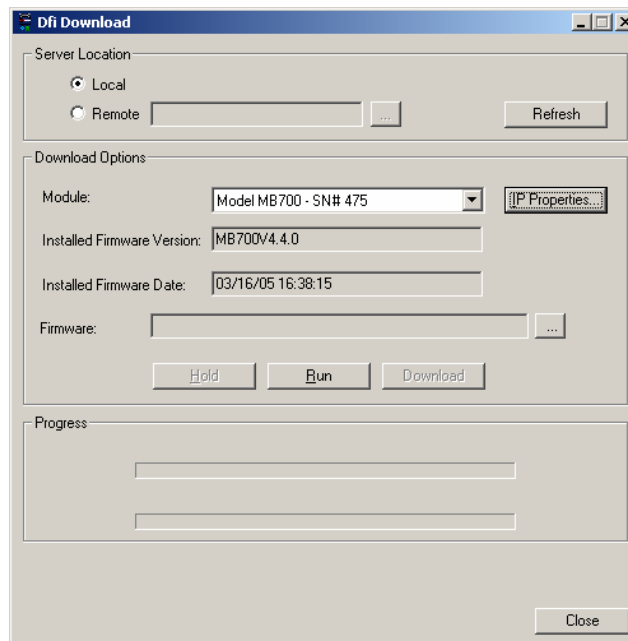 Dfi Download
Server Location
Local
Remote ...
Refresh
Download Options
Module: Model MB700 - SN# 475 IP Properties...
Installed Firmware Version: MB700V4.4.0
Installed Firmware Date: 03/16/05 16:38:15
Firmware: ...
Hold Run Download
Progress
Close